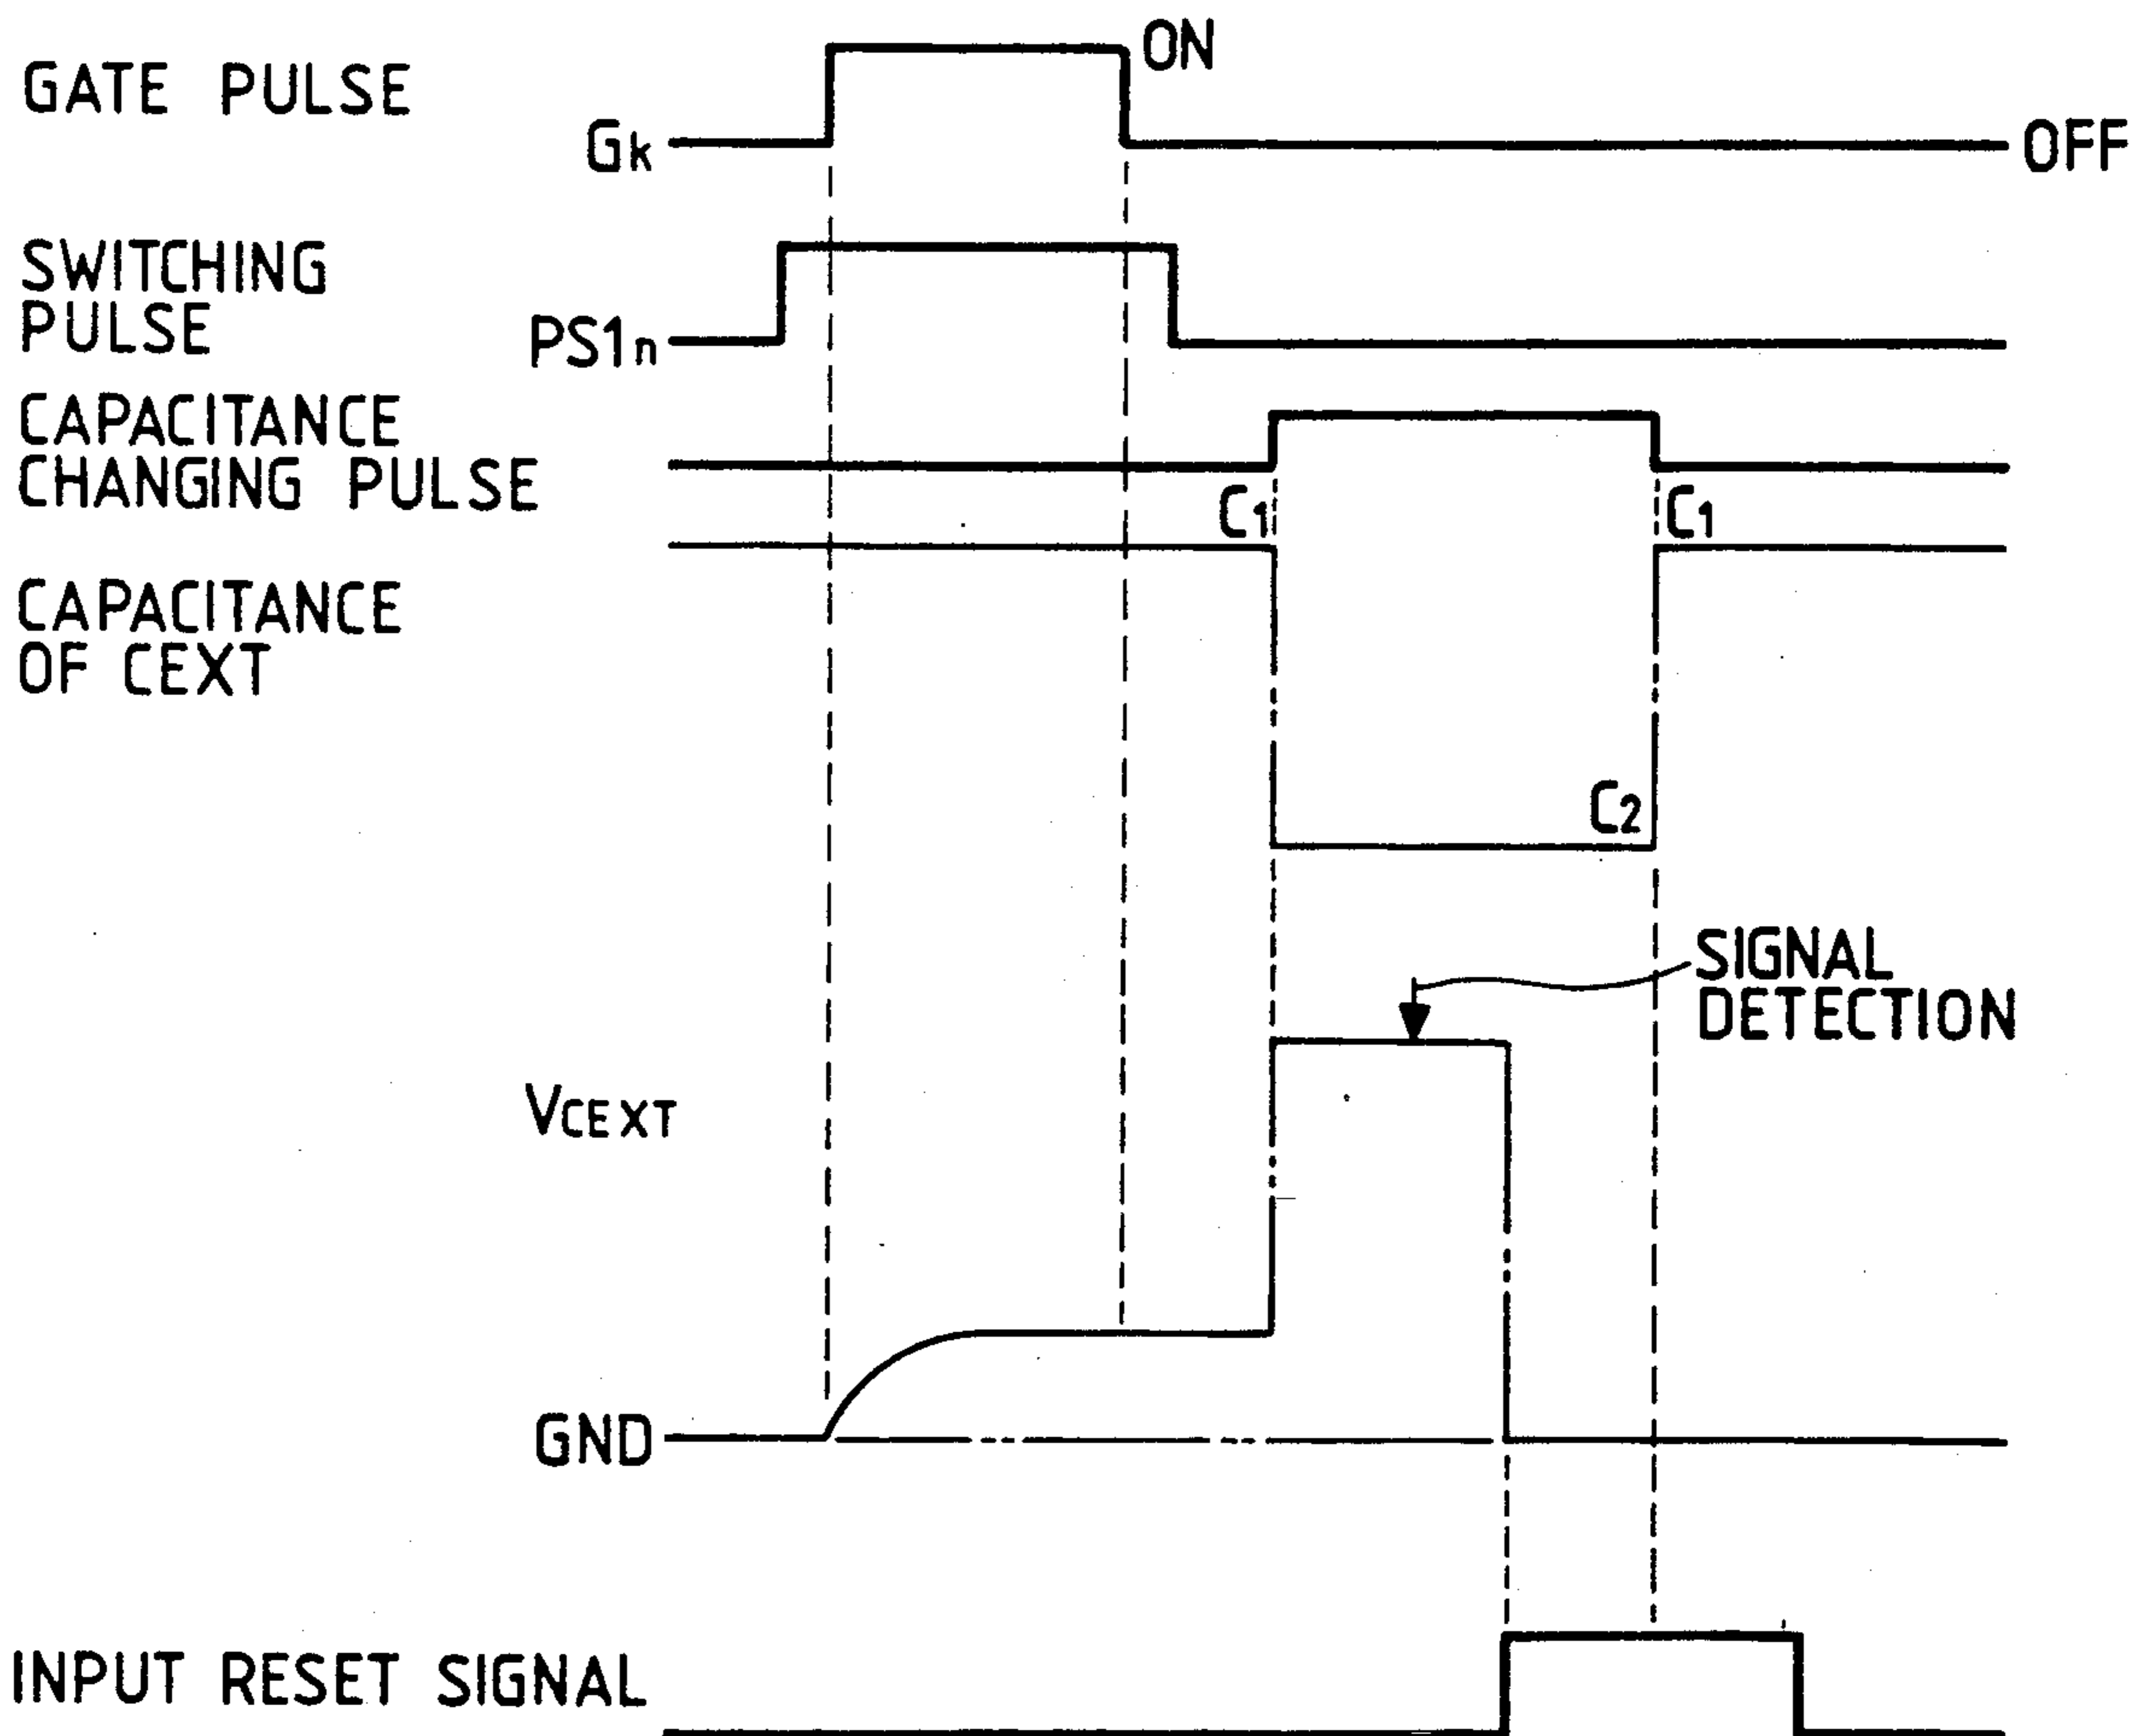 ON
GATE PULSE
Gk
OFF
SWITCHING
PULSE
PS1n
CAPACITANCE
CHANGING PULSE
C1
C1
CAPACITANCE
OF CEXT
C2
SIGNAL
DETECTION
VCEXT
GND
INPUT RESET SIGNAL